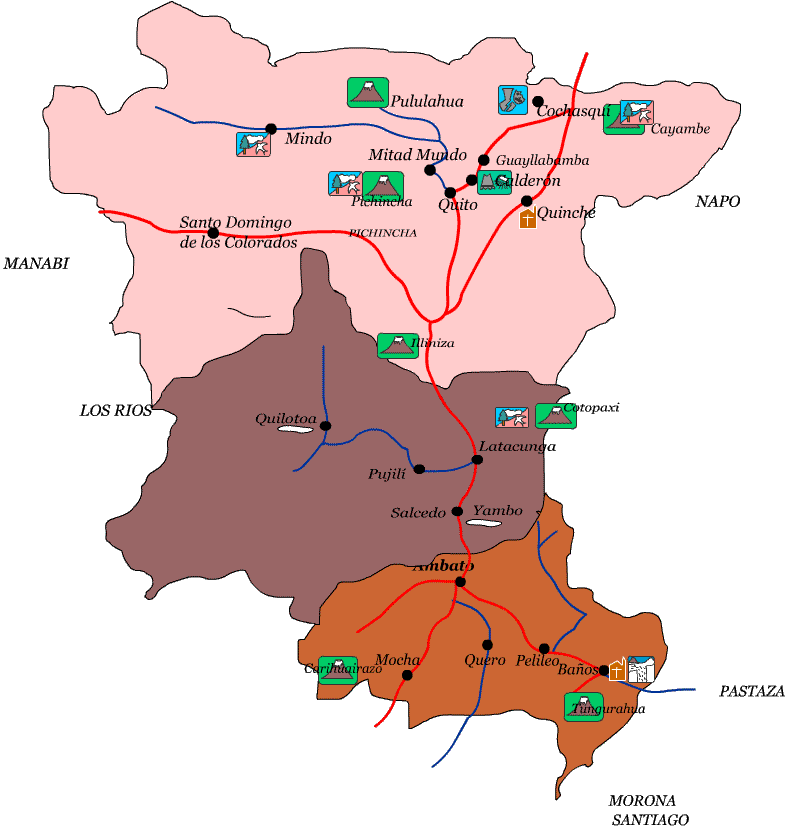 Pululahua
Cochasquí
Cayambe
Mindo
Mitad Mundo
Guayllabamba
Calderón
Pichincha
Quito
Quinche
NAPO
Santo Domingo
de los Colorados
PICHINCHA
MANABI
Illiniza
LOS RIOS
Cotopaxi
Quilotoa
Latacunga
Pujilí
Salcedo
Yambo
Ambato
Carihuairazo
Mocha
Quero
Pelileo
Baños
PASTAZA
Tungurahua
MORONA
SANTIAGO